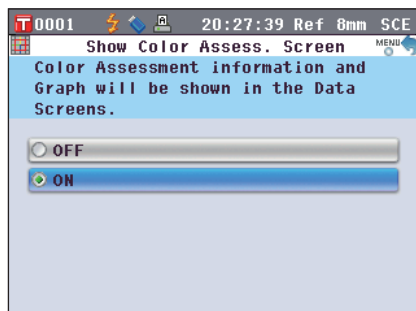 T0001 A 20:27:39 Ref 8mm SCE
Show Color Assess. Screen MENU
Color Assessment information and
Graph will be shown in the Data
Screens.
OFF
ON